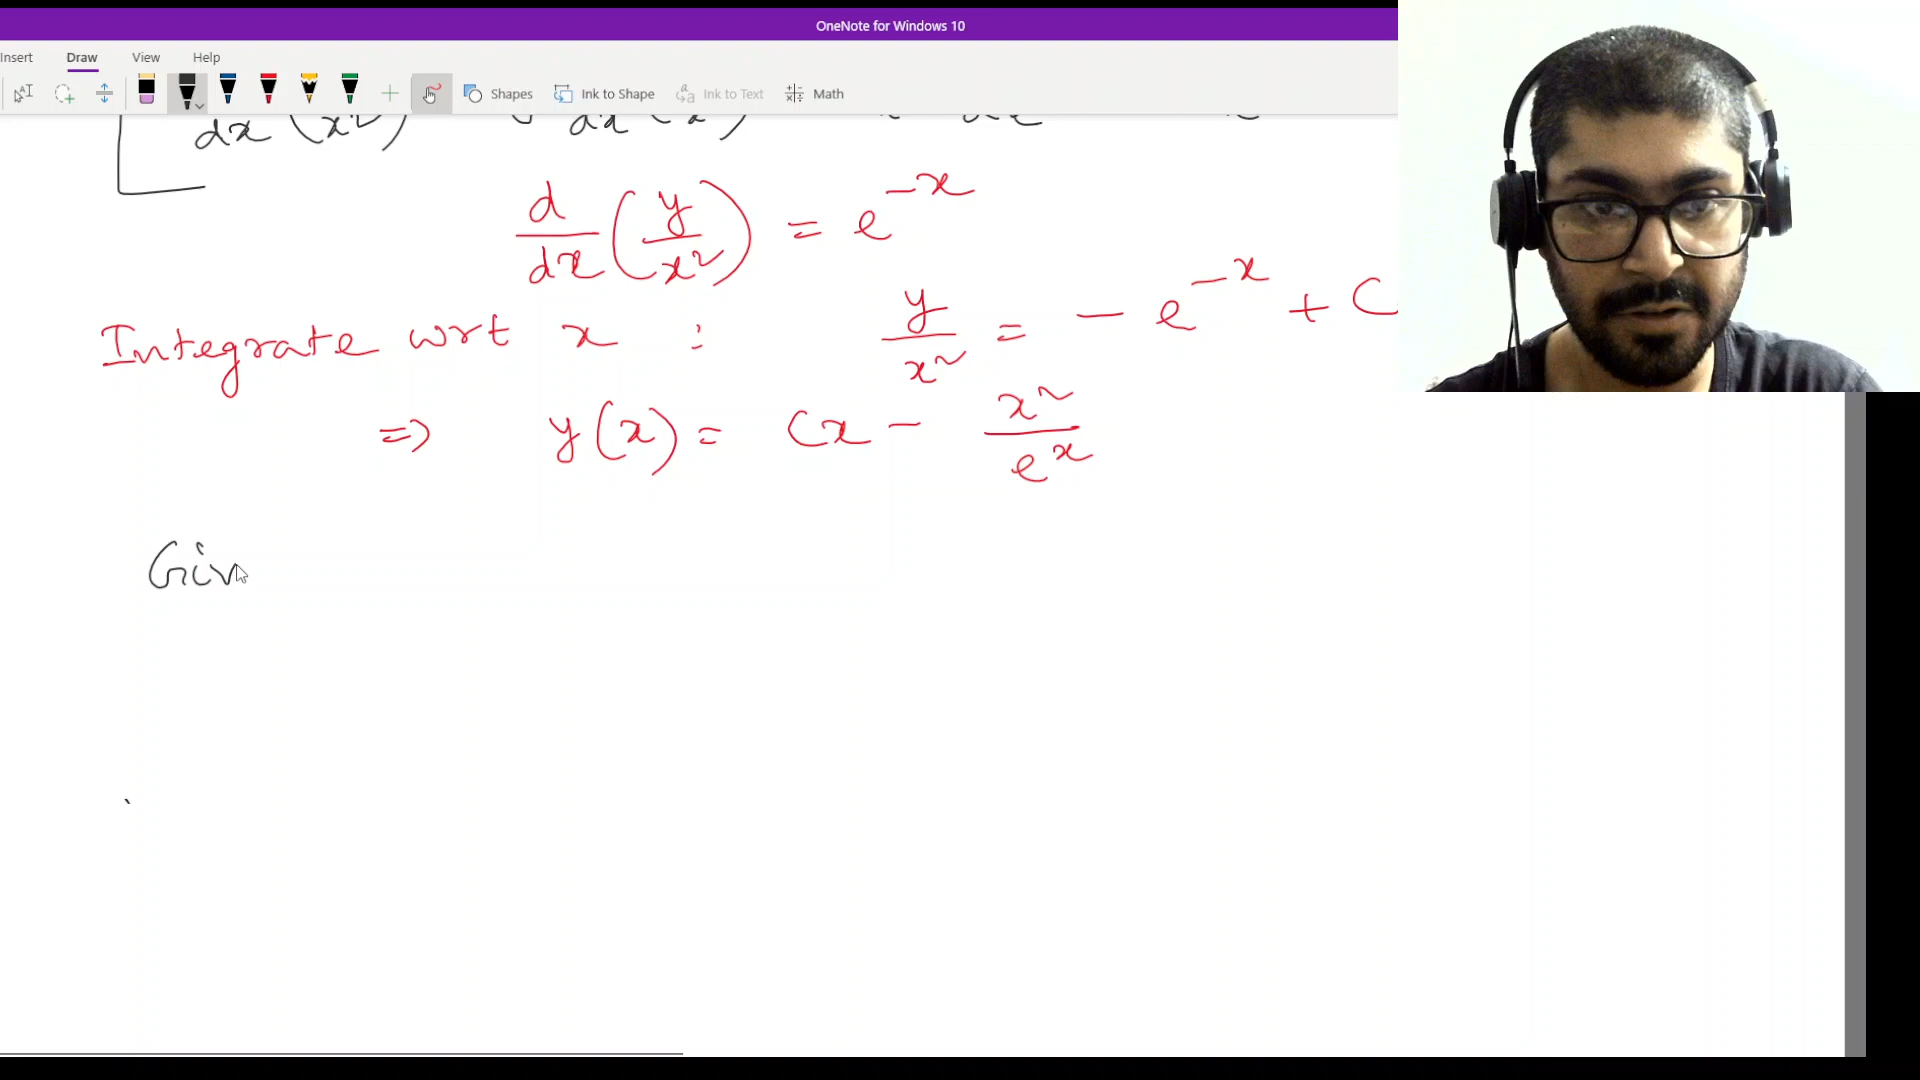 OneNote for Windows 10
Insert Draw View Help
Shapes Ink to Shape Ink to Text Math
d/dx (y/x²) = e^-x
Integrate wrt x : y/x² = - e^-x + C
=> y(x) = Cx - x²/e^x
Giv